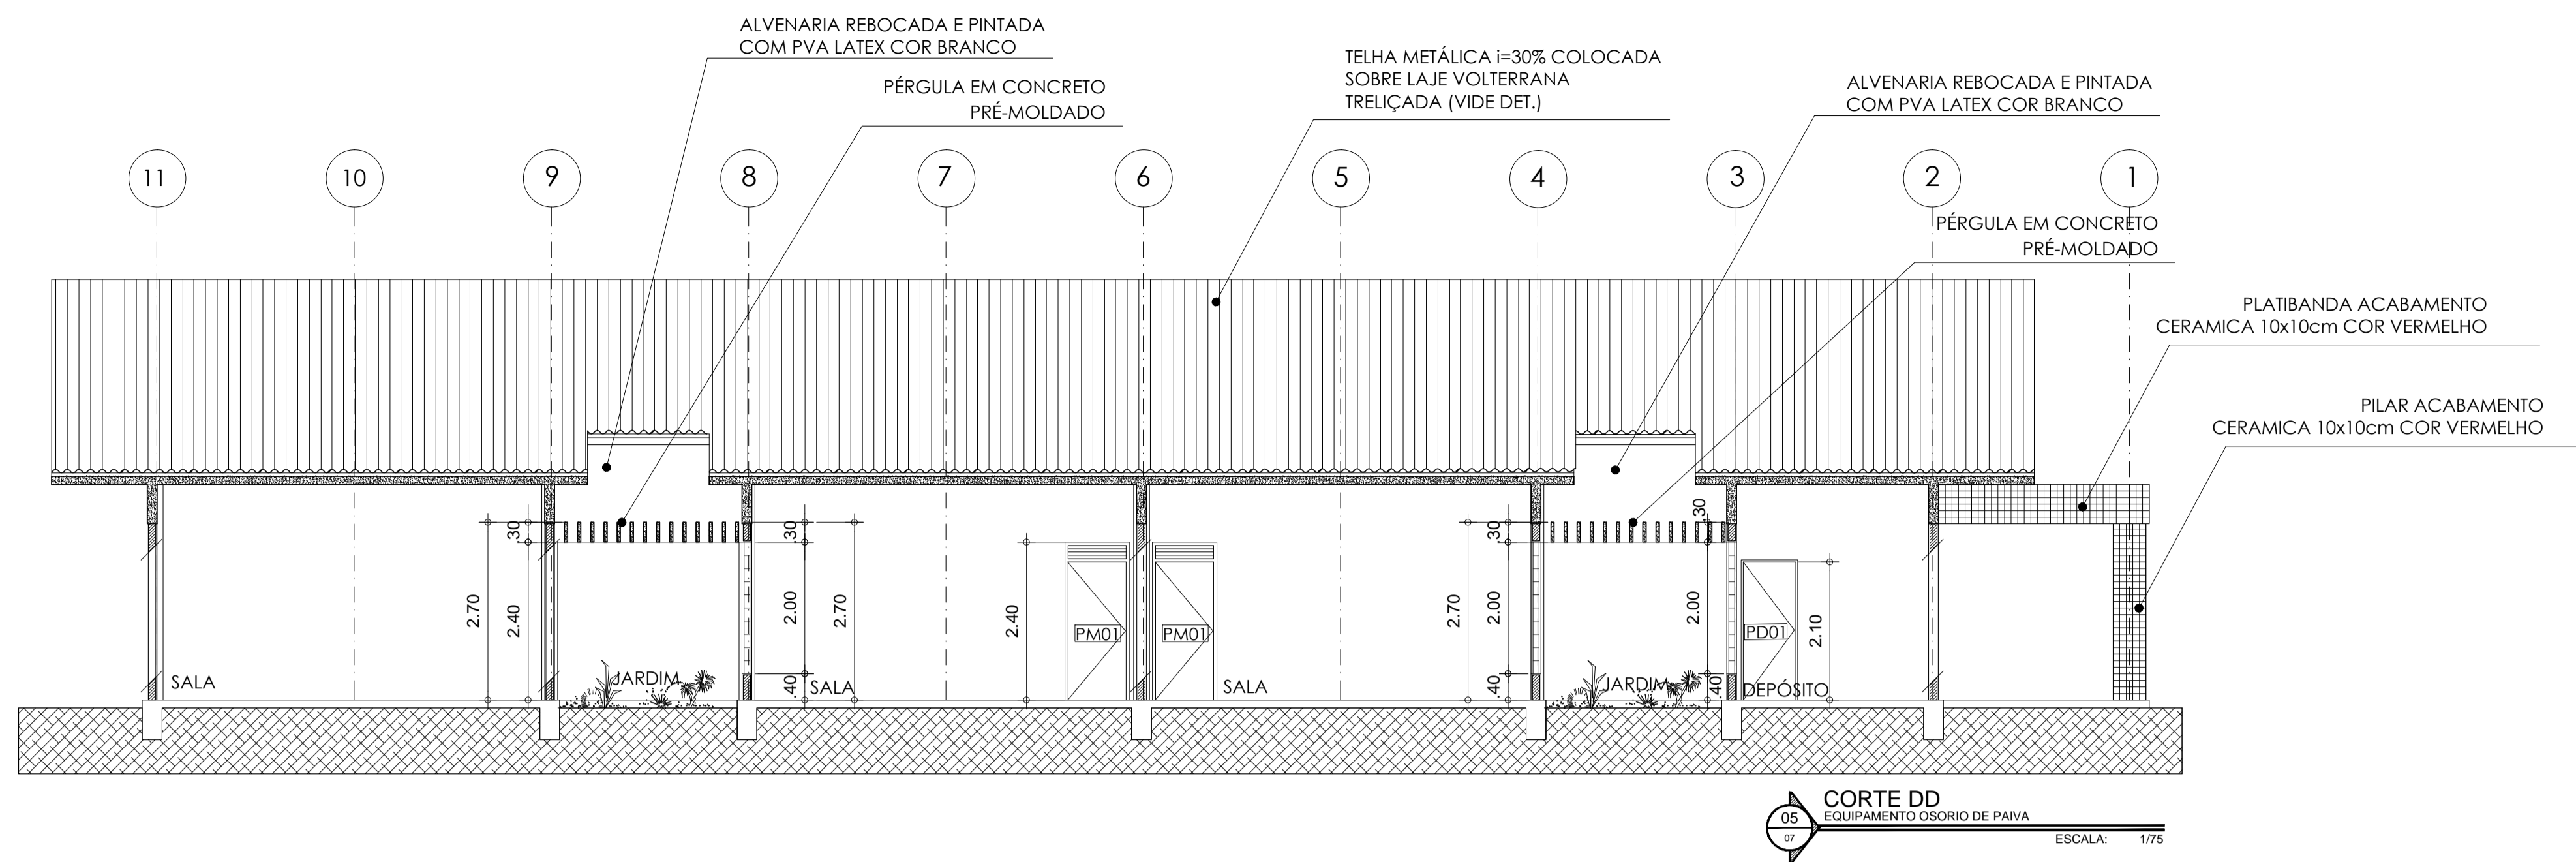 ALVENARIA REBOCADA E PINTADA
COM PVA LATEX COR BRANCO
PÉRGULA EM CONCRETO
PRÉ-MOLDADO
TELHA METÁLICA i=30% COLOCADA
SOBRE LAJE VOLTERRANA
TRELIÇADA (VIDE DET.)
ALVENARIA REBOCADA E PINTADA
COM PVA LATEX COR BRANCO
11
10
9
8
7
6
5
4
3
2
1
PÉRGULA EM CONCRETO
PRÉ-MOLDADO
PLATIBANDA ACABAMENTO
CERAMICA 10x10cm COR VERMELHO
PILAR ACABAMENTO
CERAMICA 10x10cm COR VERMELHO
SALA
2.70
.30
2.40
JARDIM
.30
2.00
.40
2.70
SALA
2.40
PM01
PM01
SALA
2.70
.30
2.00
.40
JARDIM
.30
2.00
.40
PD01
2.10
DEPÓSITO
05
07
CORTE DD
EQUIPAMENTO OSORIO DE PAIVA
ESCALA: 1/75